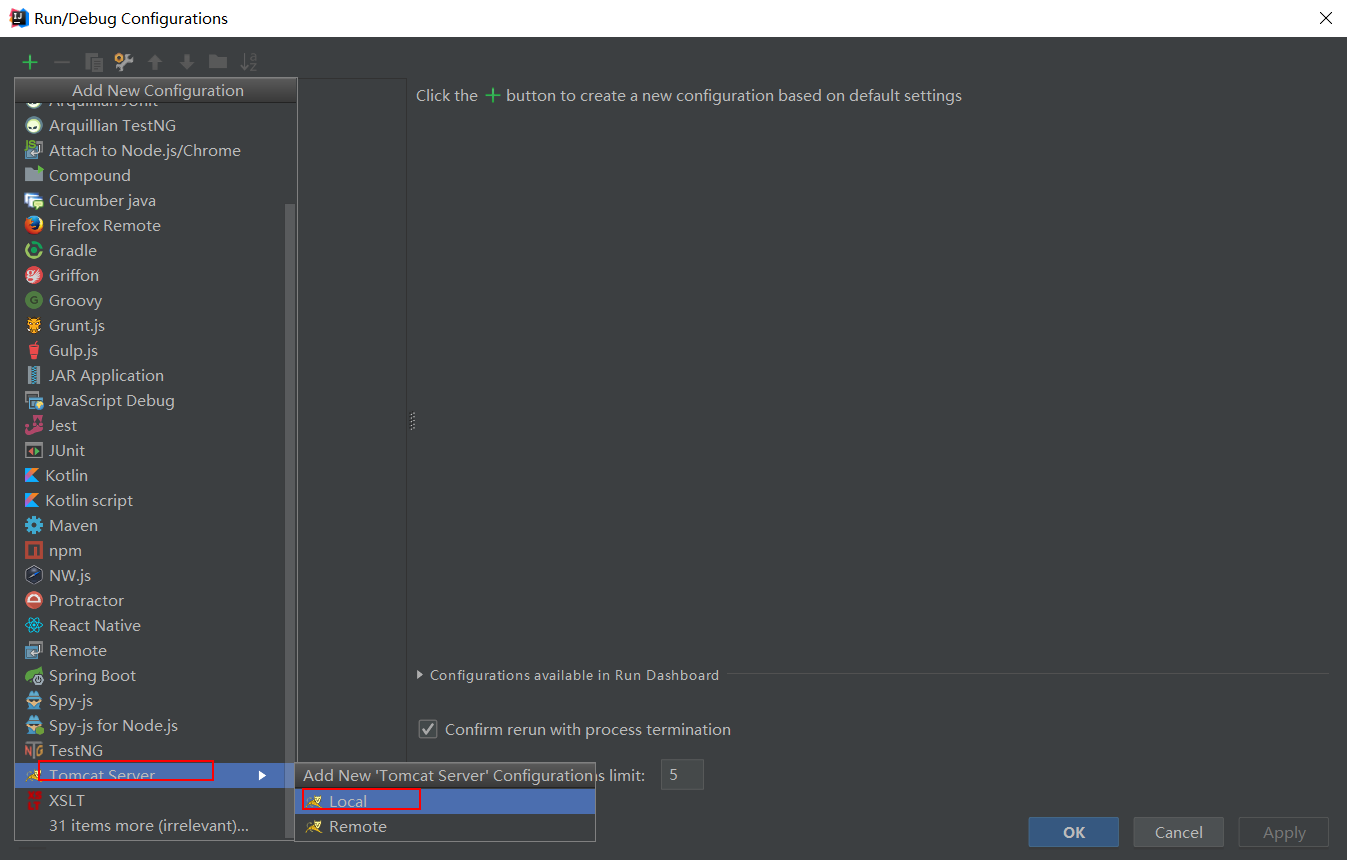 Run/Debug Configurations
Add New Configuration
Click the + button to create a new configuration based on default settings
Arquillian JUnit
Arquillian TestNG
Attach to Node.js/Chrome
Compound
Cucumber java
Firefox Remote
Gradle
Griffon
Groovy
Grunt.js
Gulp.js
JAR Application
JavaScript Debug
Jest
JUnit
Kotlin
Kotlin script
Maven
npm
NW.js
Protractor
React Native
Remote
Spring Boot
Spy-js
Spy-js for Node.js
TestNG
Tomcat Server
XSLT
31 items more (irrelevant)...
Configurations available in Run Dashboard
Confirm rerun with process termination
Add New 'Tomcat Server' Configuration
s limit: 5
Local
Remote
OK Cancel Apply